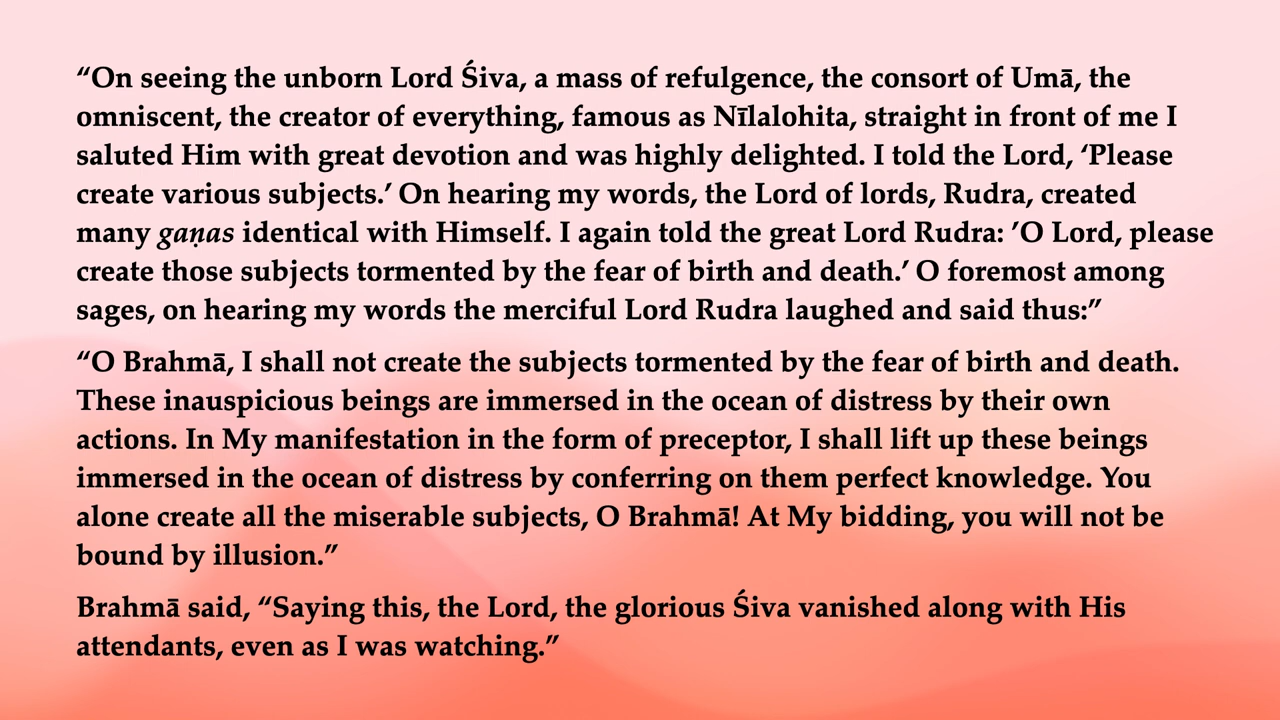 “On seeing the unborn Lord Śiva, a mass of refulgence, the consort of Umā, the
omniscent, the creator of everything, famous as Nīlalohita, straight in front of me I
saluted Him with great devotion and was highly delighted. I told the Lord, ‘Please
create various subjects.’ On hearing my words, the Lord of lords, Rudra, created
many gaṇas identical with Himself. I again told the great Lord Rudra: ’O Lord, please
create those subjects tormented by the fear of birth and death.’ O foremost among
sages, on hearing my words the merciful Lord Rudra laughed and said thus:”
“O Brahmā, I shall not create the subjects tormented by the fear of birth and death.
These inauspicious beings are immersed in the ocean of distress by their own
actions. In My manifestation in the form of preceptor, I shall lift up these beings
immersed in the ocean of distress by conferring on them perfect knowledge. You
alone create all the miserable subjects, O Brahmā! At My bidding, you will not be
bound by illusion.”
Brahmā said, “Saying this, the Lord, the glorious Śiva vanished along with His
attendants, even as I was watching.”